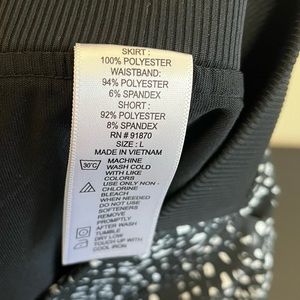 SKIRT :
100% POLYESTER
WAISTBAND:
94% POLYESTER
6% SPANDEX
SHORT :
92% POLYESTER
8% SPANDEX
RN # 91870
SIZE : L
MADE IN VIETNAM
30°C MACHINE
WASH COLD
WITH LIKE
COLORS
USE ONLY NON -
CHLORINE
BLEACH
WHEN NEEDED
DO NOT USE
SOFTENERS
REMOVE
PROMPTLY
AFTER WASH
TUMBLE
DRY LOW
TOUCH UP WITH
COOL IRON